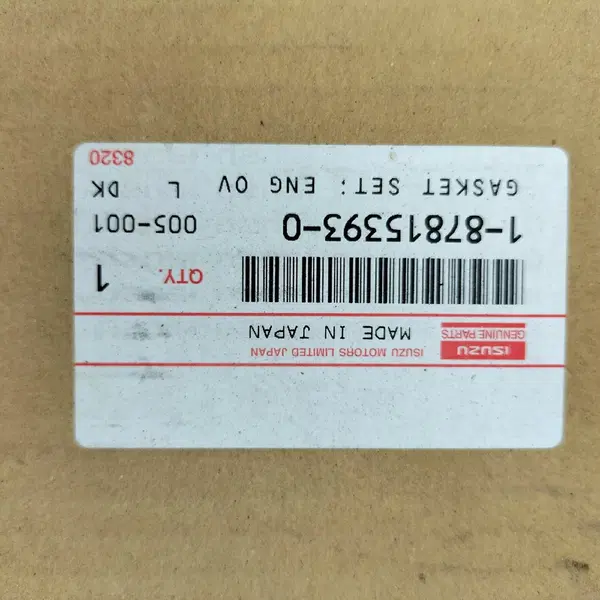 ISUZU MOTORS LIMITED JAPAN
ISUZU
GENUINE PARTS
MADE IN JAPAN
QTY. 1
1-87815393-0 005-001
GASKET SET: ENG OV L DK
8320